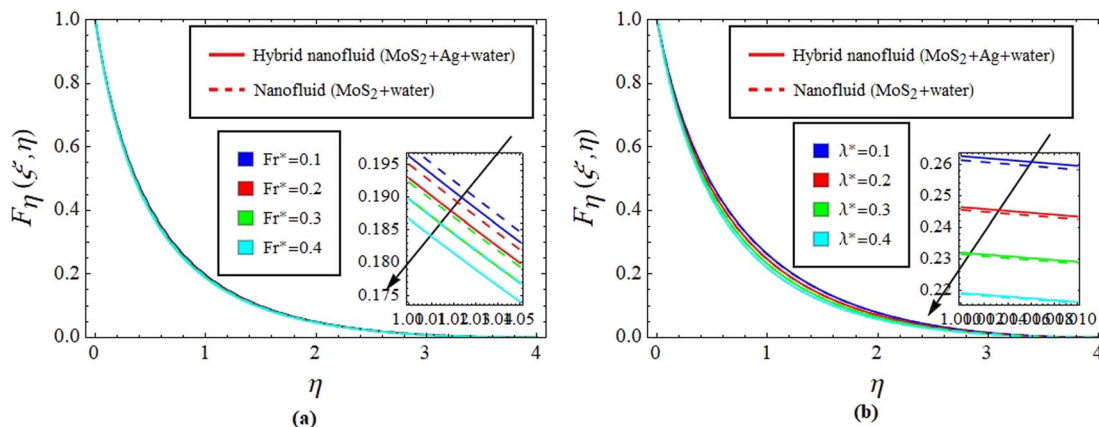 1.0
0.8
0.6
0.4
0.2
0.0
Fη (ξ, η)
Hybrid nanofluid (MoS₂+Ag+water)
Nanofluid (MoS₂+water)
Fr*=0.1
Fr*=0.2
Fr*=0.3
Fr*=0.4
0.195
0.190
0.185
0.180
0.175
0 1 2 3 4
η
(a)
1.0
0.8
0.6
0.4
0.2
0.0
Fη (ξ, η)
Hybrid nanofluid (MoS₂+Ag+water)
Nanofluid (MoS₂+water)
λ*=0.1
λ*=0.2
λ*=0.3
λ*=0.4
0.26
0.25
0.24
0.23
0.22
0 1 2 3 4
η
(b)